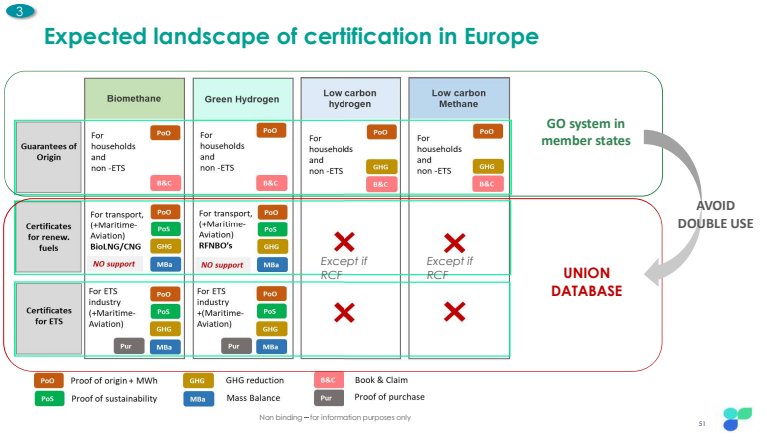 3
Expected landscape of certification in Europe
Biomethane
Green Hydrogen
Low carbon
hydrogen
Low carbon
Methane
Guarantees of
Origin
For
households
and
non -ETS
PoO
B&C
For
households
and
non -ETS
PoO
B&C
For
households
and
non -ETS
PoO
GHG
B&C
For
households
and
non -ETS
PoO
GHG
B&C
GO system in
member states
AVOID
DOUBLE USE
Certificates
for renew.
fuels
For transport,
(+Maritime-
Aviation)
BioLNG/CNG
NO support
PoO
PoS
GHG
MBa
For transport,
(+Maritime-
Aviation)
RFNBO's
NO support
PoO
PoS
GHG
MBa
Except if
RCF
Except if
RCF
UNION
DATABASE
Certificates
for ETS
For ETS
industry
(+Maritime-
Aviation)
Pur
PoO
PoS
GHG
MBa
For ETS
industry
+(Maritime-
Aviation)
Pur
PoO
PoS
GHG
MBa
PoO Proof of origin + MWh
GHG GHG reduction
B&C Book & Claim
PoS Proof of sustainability
MBa Mass Balance
Pur Proof of purchase
Non binding – for information purposes only
51